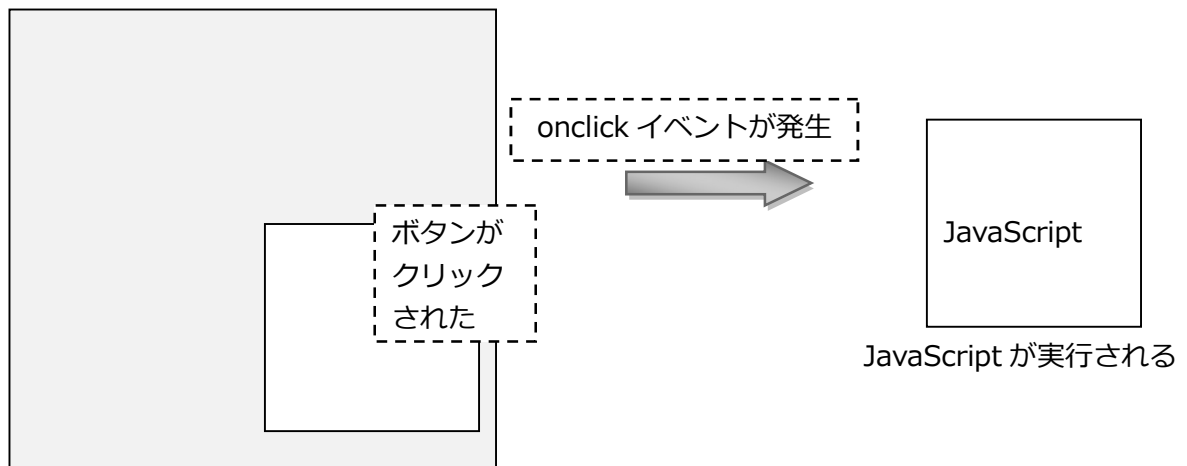 onclick イベントが発生
ボタンが
クリック
された
JavaScript
JavaScript が実行される